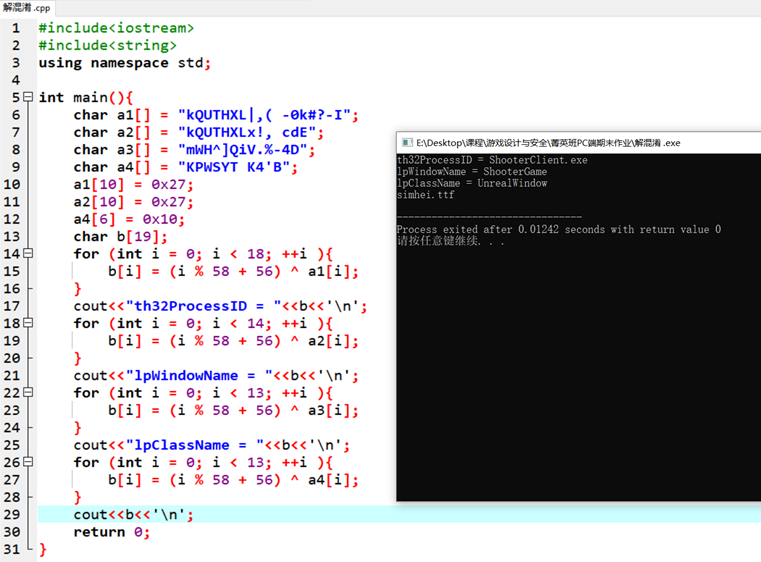 解混淆.cpp
1 #include<iostream>
2 #include<string>
3 using namespace std;
4
5 int main(){
6 char a1[] = "kQUTHXL|,( -0k#?-I";
7 char a2[] = "kQUTHXLx!, cdE";
8 char a3[] = "mWH^]QiV.%-4D";
9 char a4[] = "KPWSYT K4'B";
10 a1[10] = 0x27;
11 a2[10] = 0x27;
12 a4[6] = 0x10;
13 char b[19];
14 for (int i = 0; i < 18; ++i ){
15 b[i] = (i % 58 + 56) ^ a1[i];
16 }
17 cout<<"th32ProcessID = "<<b<<'\n';
18 for (int i = 0; i < 14; ++i ){
19 b[i] = (i % 58 + 56) ^ a2[i];
20 }
21 cout<<"lpWindowName = "<<b<<'\n';
22 for (int i = 0; i < 13; ++i ){
23 b[i] = (i % 58 + 56) ^ a3[i];
24 }
25 cout<<"lpClassName = "<<b<<'\n';
26 for (int i = 0; i < 13; ++i ){
27 b[i] = (i % 58 + 56) ^ a4[i];
28 }
29 cout<<b<<'\n';
30 return 0;
31 }
E:\Desktop\课程\游戏设计与安全\菁英班PC端期末作业\解混淆 .exe
th32ProcessID = ShooterClient.exe
lpWindowName = ShooterGame
lpClassName = UnrealWindow
simhei.ttf
--------------------------------
Process exited after 0.01242 seconds with return value 0
请按任意键继续. . .